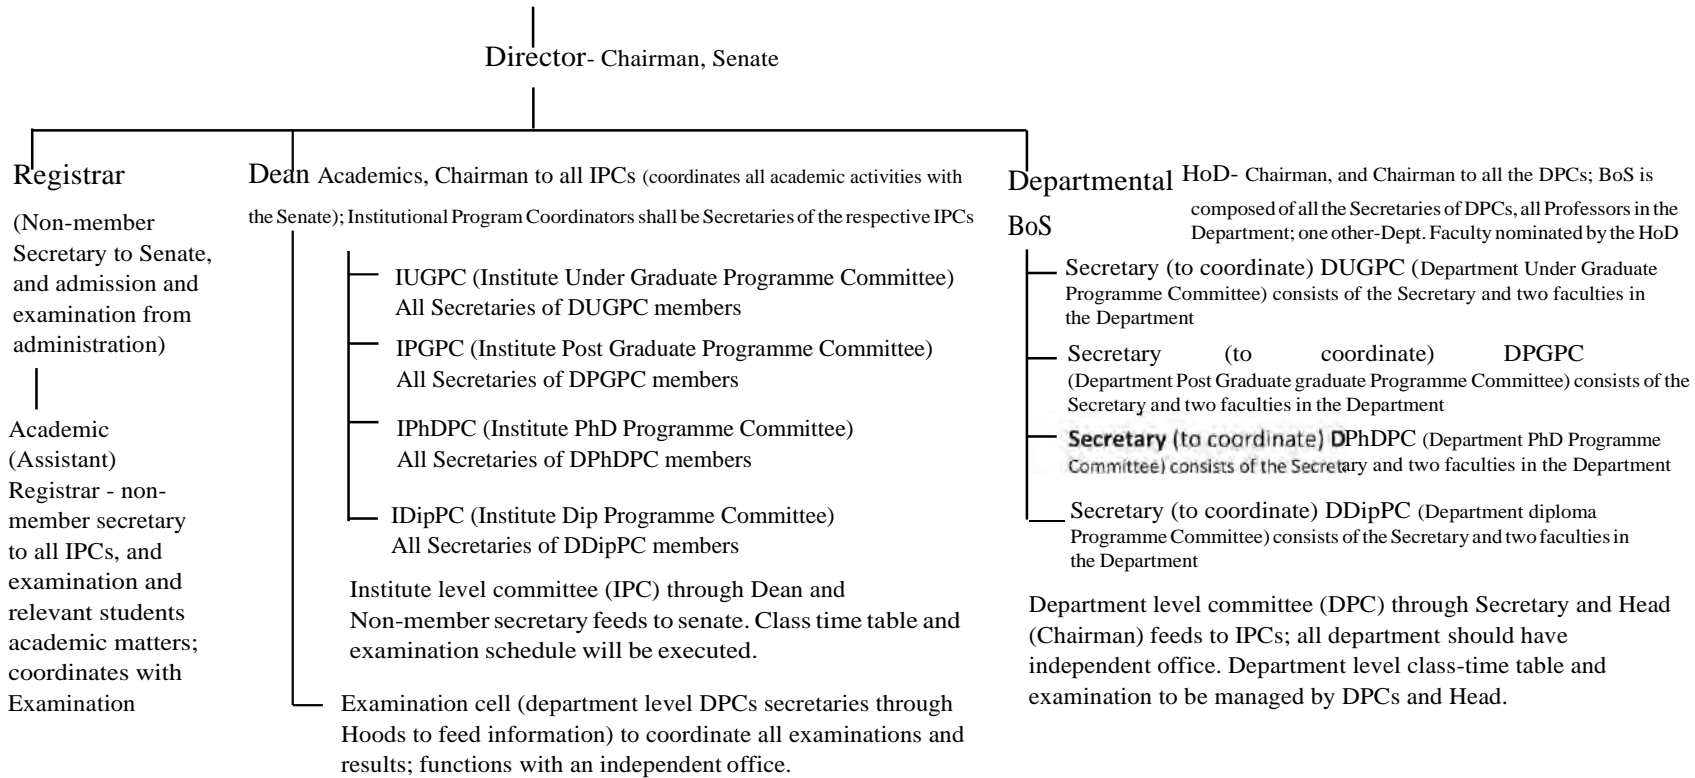 Director- Chairman, Senate
Registrar
(Non-member
Secretary to Senate,
and admission and
examination from
administration)
Academic
(Assistant)
Registrar - non-
member secretary
to all IPCs, and
examination and
relevant students
academic matters;
coordinates with
Examination
Dean Academics, Chairman to all IPCs (coordinates all academic activities with
the Senate); Institutional Program Coordinators shall be Secretaries of the respective IPCs
IUGPC (Institute Under Graduate Programme Committee)
All Secretaries of DUGPC members
IPGPC (Institute Post Graduate Programme Committee)
All Secretaries of DPGPC members
IPhDPC (Institute PhD Programme Committee)
All Secretaries of DPhDPC members
IDipPC (Institute Dip Programme Committee)
All Secretaries of DDipPC members
Institute level committee (IPC) through Dean and
Non-member secretary feeds to senate. Class time table and
examination schedule will be executed.
Examination cell (department level DPCs secretaries through
Hoods to feed information) to coordinate all examinations and
results; functions with an independent office.
Departmental
BoS
HoD- Chairman, and Chairman to all the DPCs; BoS is
composed of all the Secretaries of DPCs, all Professors in the
Department; one other-Dept. Faculty nominated by the HoD
Secretary (to coordinate) DUGPC (Department Under Graduate
Programme Committee) consists of the Secretary and two faculties in
the Department
Secretary (to coordinate) DPGPC
(Department Post Graduate graduate Programme Committee) consists of the
Secretary and two faculties in the Department
Secretary (to coordinate) DPhDPC (Department PhD Programme
Committee) consists of the Secretary and two faculties in the Department
Secretary (to coordinate) DDipPC (Department diploma
Programme Committee) consists of the Secretary and two faculties in
the Department
Department level committee (DPC) through Secretary and Head
(Chairman) feeds to IPCs; all department should have
independent office. Department level class-time table and
examination to be managed by DPCs and Head.